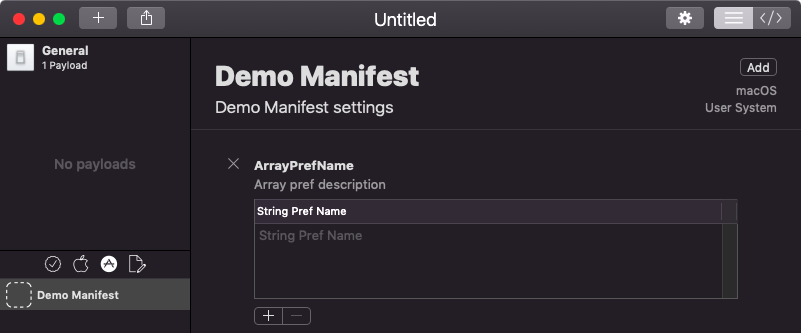 Untitled
General
1 Payload
No payloads
Demo Manifest
Demo Manifest
Add
Demo Manifest settings
macOS
User System
ArrayPrefName
Array pref description
String Pref Name
String Pref Name